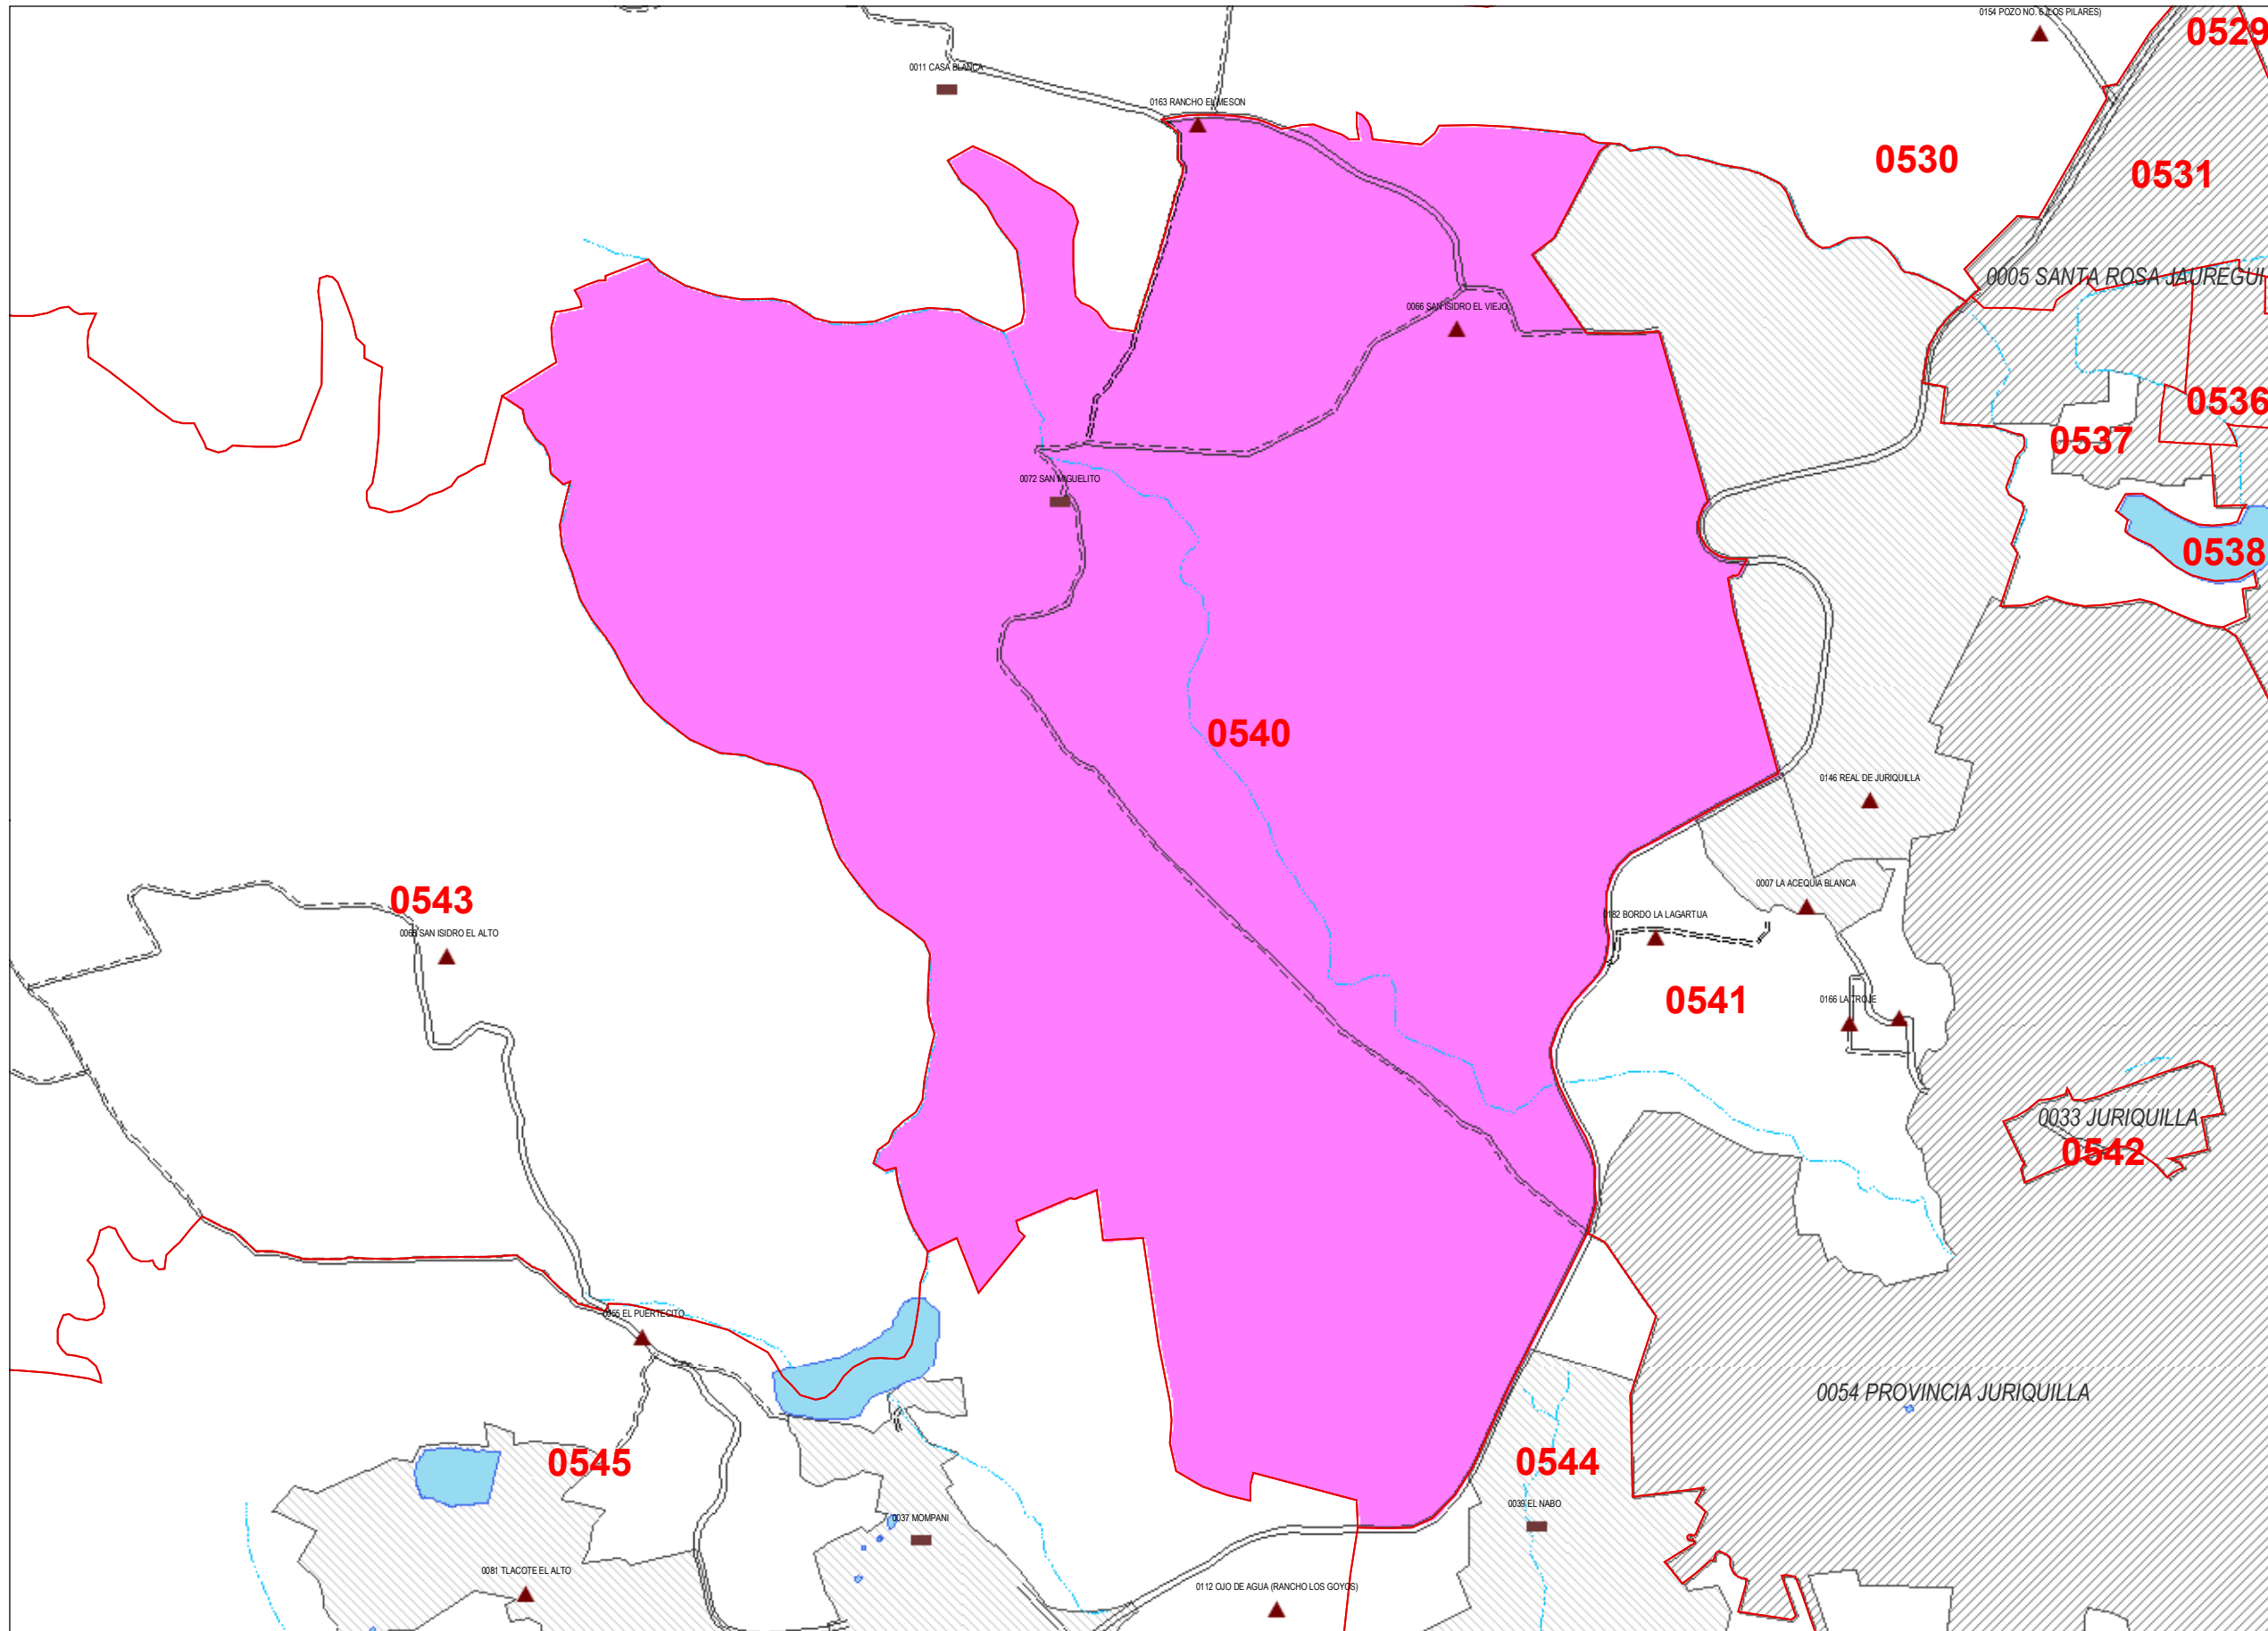 0154 POZO NO. 6 (LOS PILARES)
0529
0011 CASA BLANCA
0163 RANCHO EL MESON
0530
0531
0005 SANTA ROSA JAUREGUI
0066 SAN ISIDRO EL VIEJO
0536
0537
0072 SAN MIGUELITO
0538
0540
0146 REAL DE JURIQUILLA
0007 LA ACEQUIA BLANCA
0543
0182 BORDO LA LAGARTIJA
SAN ISIDRO EL ALTO
0541
0166 LA TROJE
0033 JURIQUILLA
0542
0055 EL PUERTECITO
0054 PROVINCIA JURIQUILLA
0545
0544
0039 EL NABO
0037 MOMPANI
0081 TLACOTE EL ALTO
0112 OJO DE AGUA (RANCHO LOS GOYOS)